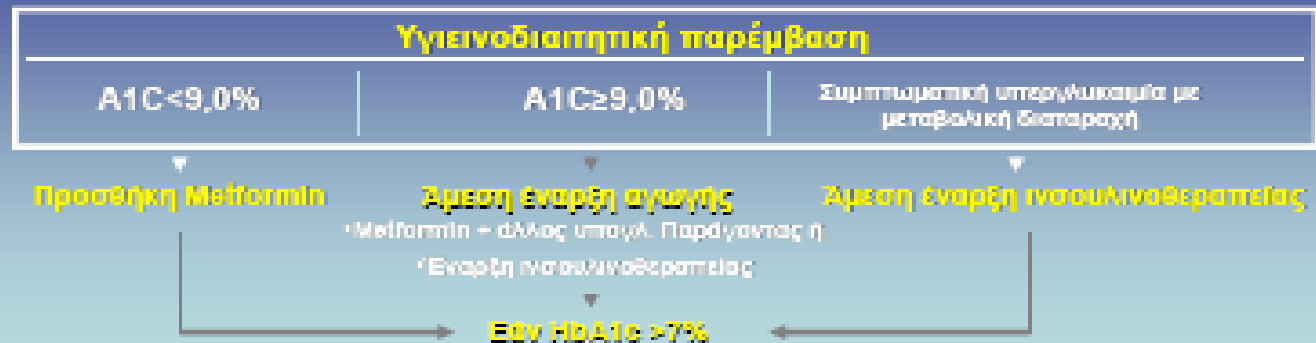 Υγιεινοδιαιτητική παρέμβαση
A1C<9,0%
A1C≥9,0%
Συμπτωματική υπεργλυκαιμία με
μεταβολική διαταραχή
Προσθήκη Metformin
Άμεση έναρξη αγωγής
Άμεση έναρξη ινσουλινοθεραπείας
•Metformin + άλλος υπογλ. Παράγοντας ή
•Έναρξη ινσουλινοθεραπείας
Εάν HbA1c >7%